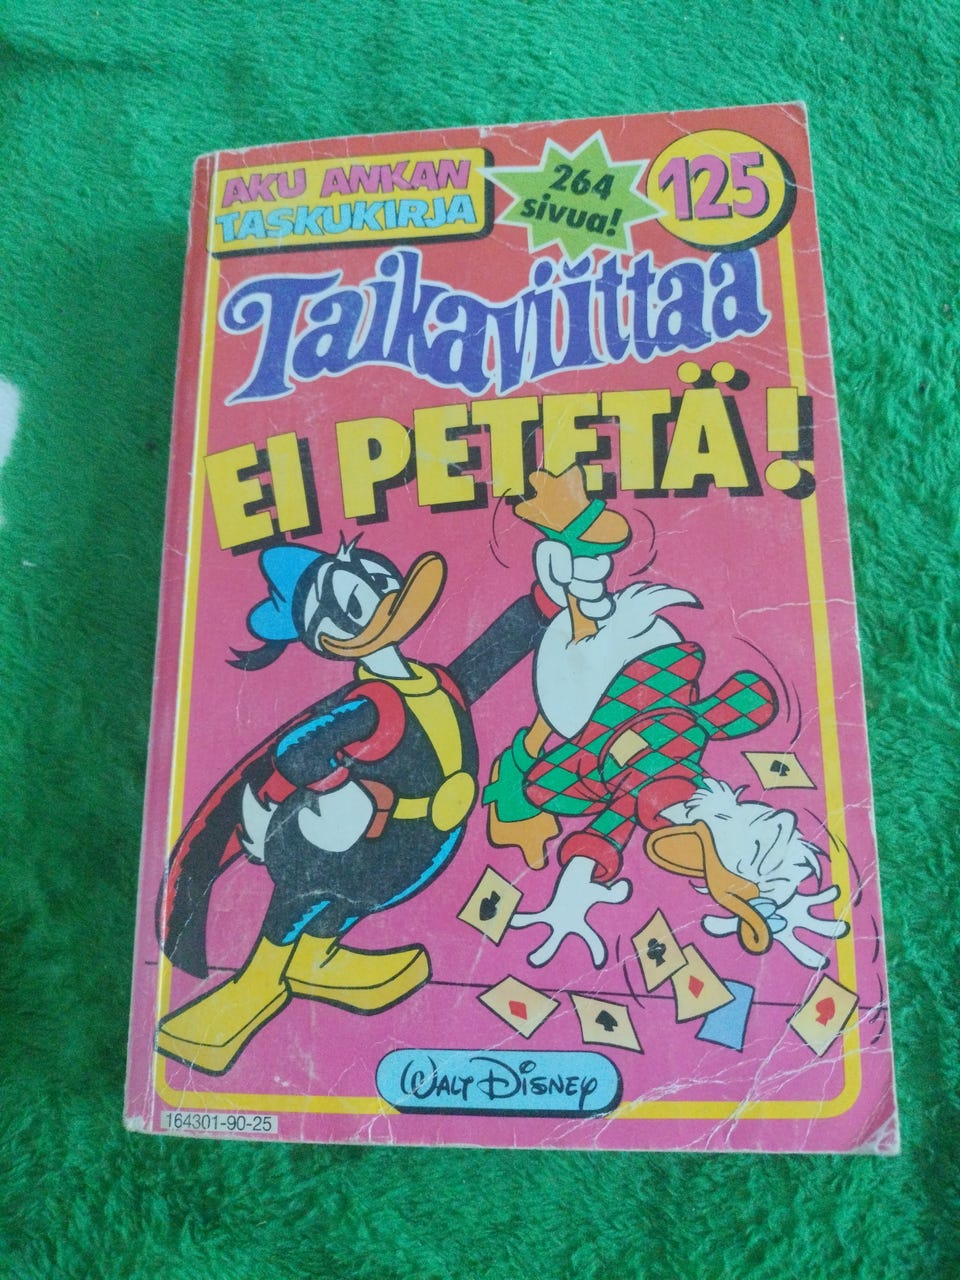 AKU ANKAN
TASKUKIRJA
264
sivua!
125
Taikaviittaa
EI PETETÄ!
WALT DISNEY
164301-90-25